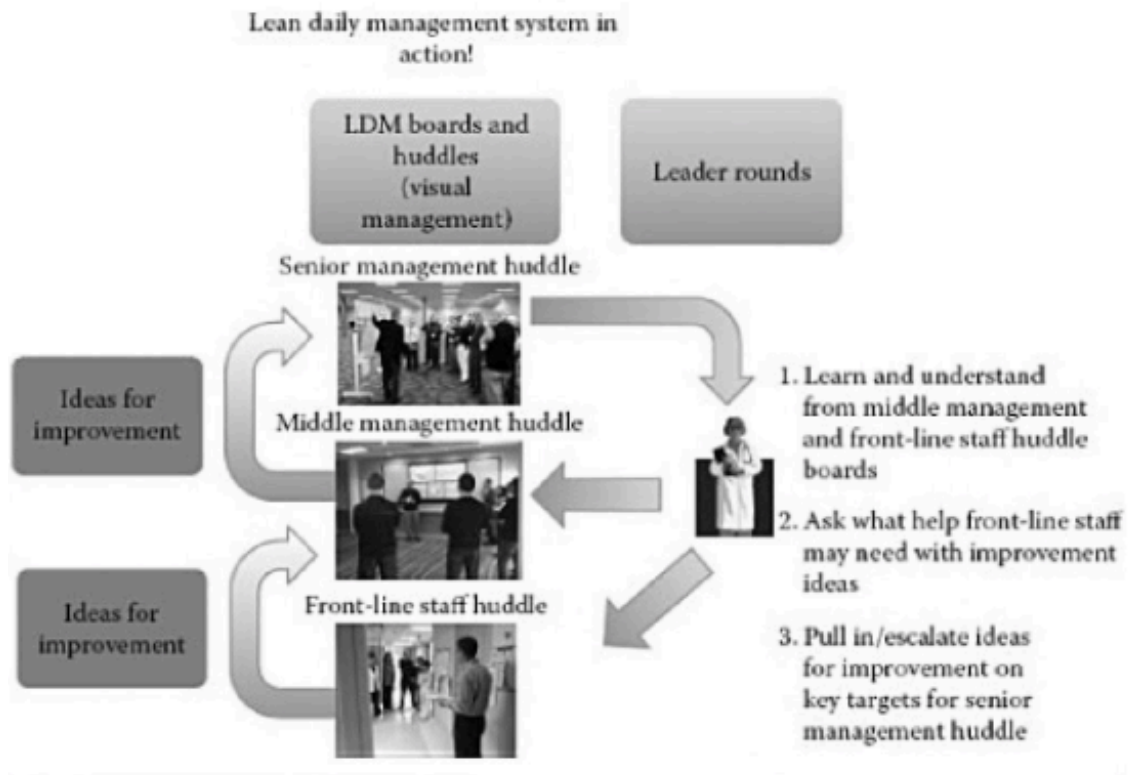 Lean daily management system in
action!
LDM boards and
huddles
(visual
management)
Leader rounds
Senior management huddle
Ideas for
improvement
Middle management huddle
Ideas for
improvement
Front-line staff huddle
1. Learn and understand
from middle management
and front-line staff huddle
boards
2. Ask what help front-line staff
may need with improvement
ideas
3. Pull in/escalate ideas
for improvement on
key targets for senior
management huddle